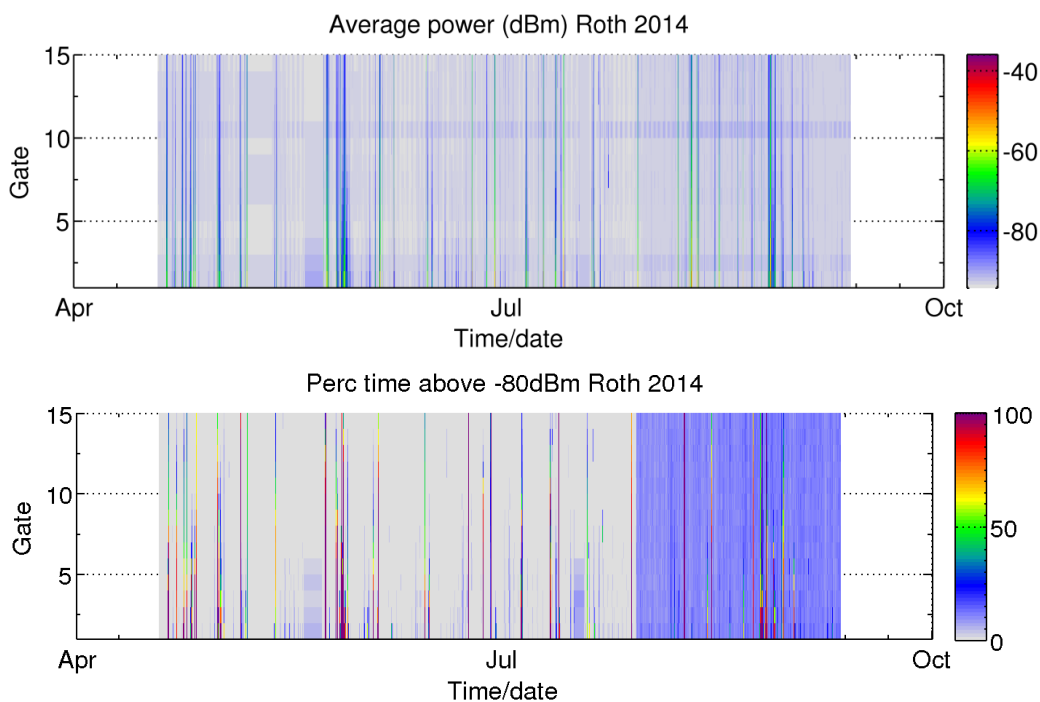 Average power (dBm) Roth 2014
15
10
5
Gate
-40
-60
-80
Apr
Jul
Oct
Time/date
Perc time above -80dBm Roth 2014
15
10
5
Gate
100
50
0
Apr
Jul
Oct
Time/date